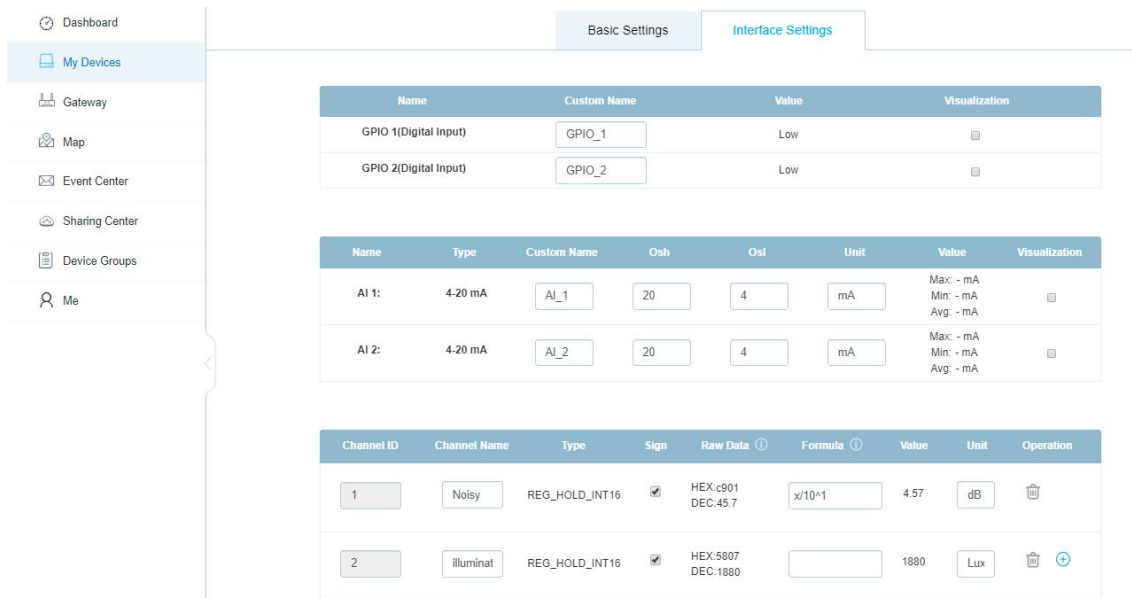 Dashboard
My Devices
Gateway
Map
Event Center
Sharing Center
Device Groups
Me
Basic Settings Interface Settings
Name Custom Name Value Visualization
GPIO 1(Digital Input) GPIO_1 Low
GPIO 2(Digital Input) GPIO_2 Low
Name Type Custom Name Osh Osl Unit Value Visualization
AI 1: 4-20 mA AI_1 20 4 mA Max: - mA
Min: - mA
Avg: - mA
AI 2: 4-20 mA AI_2 20 4 mA Max: - mA
Min: - mA
Avg: - mA
Channel ID Channel Name Type Sign Raw Data Formula Value Unit Operation
1 Noisy REG_HOLD_INT16 HEX:c901
DEC:45.7 x/10^1 4.57 dB
2 illuminat REG_HOLD_INT16 HEX:5807
DEC:1880 1880 Lux